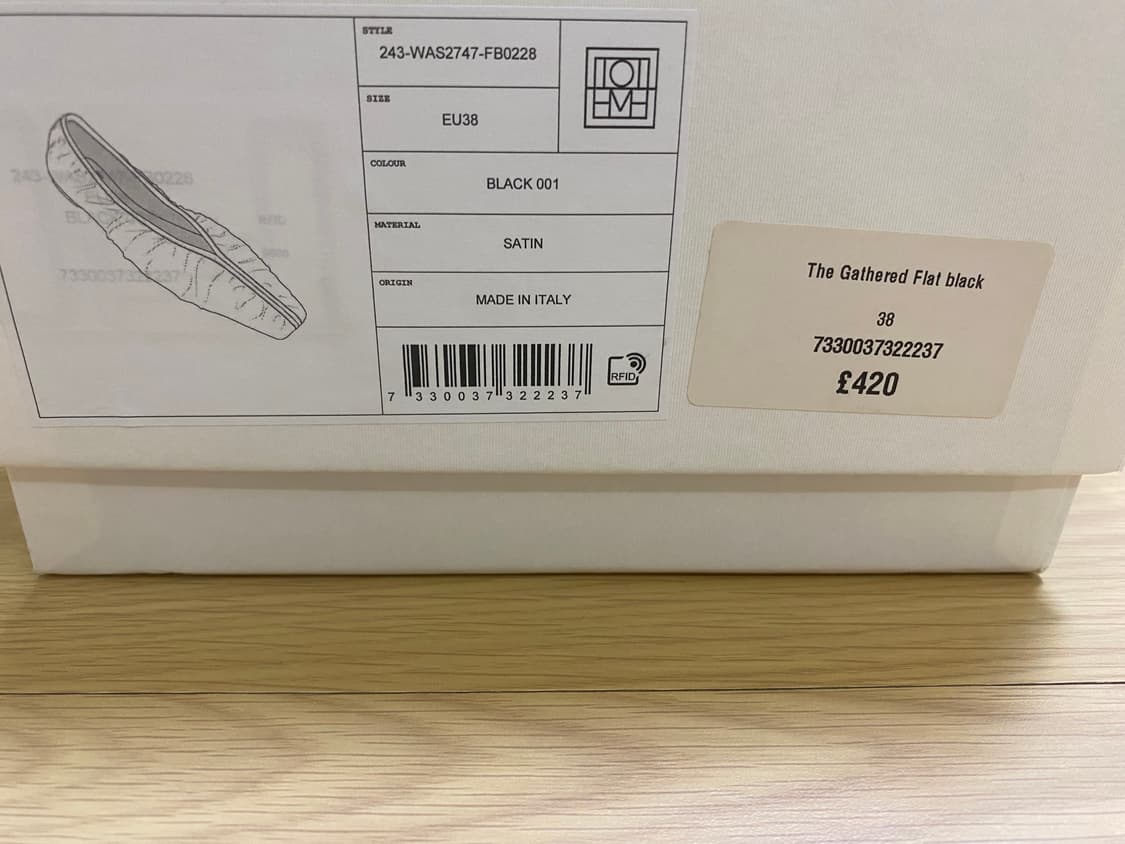 STYLE
243-WAS2747-FB0228
SIZE
EU38
COLOUR
BLACK 001
MATERIAL
SATIN
ORIGIN
MADE IN ITALY
7 330037 322237
RFID
The Gathered Flat black
38
7330037322237
£420